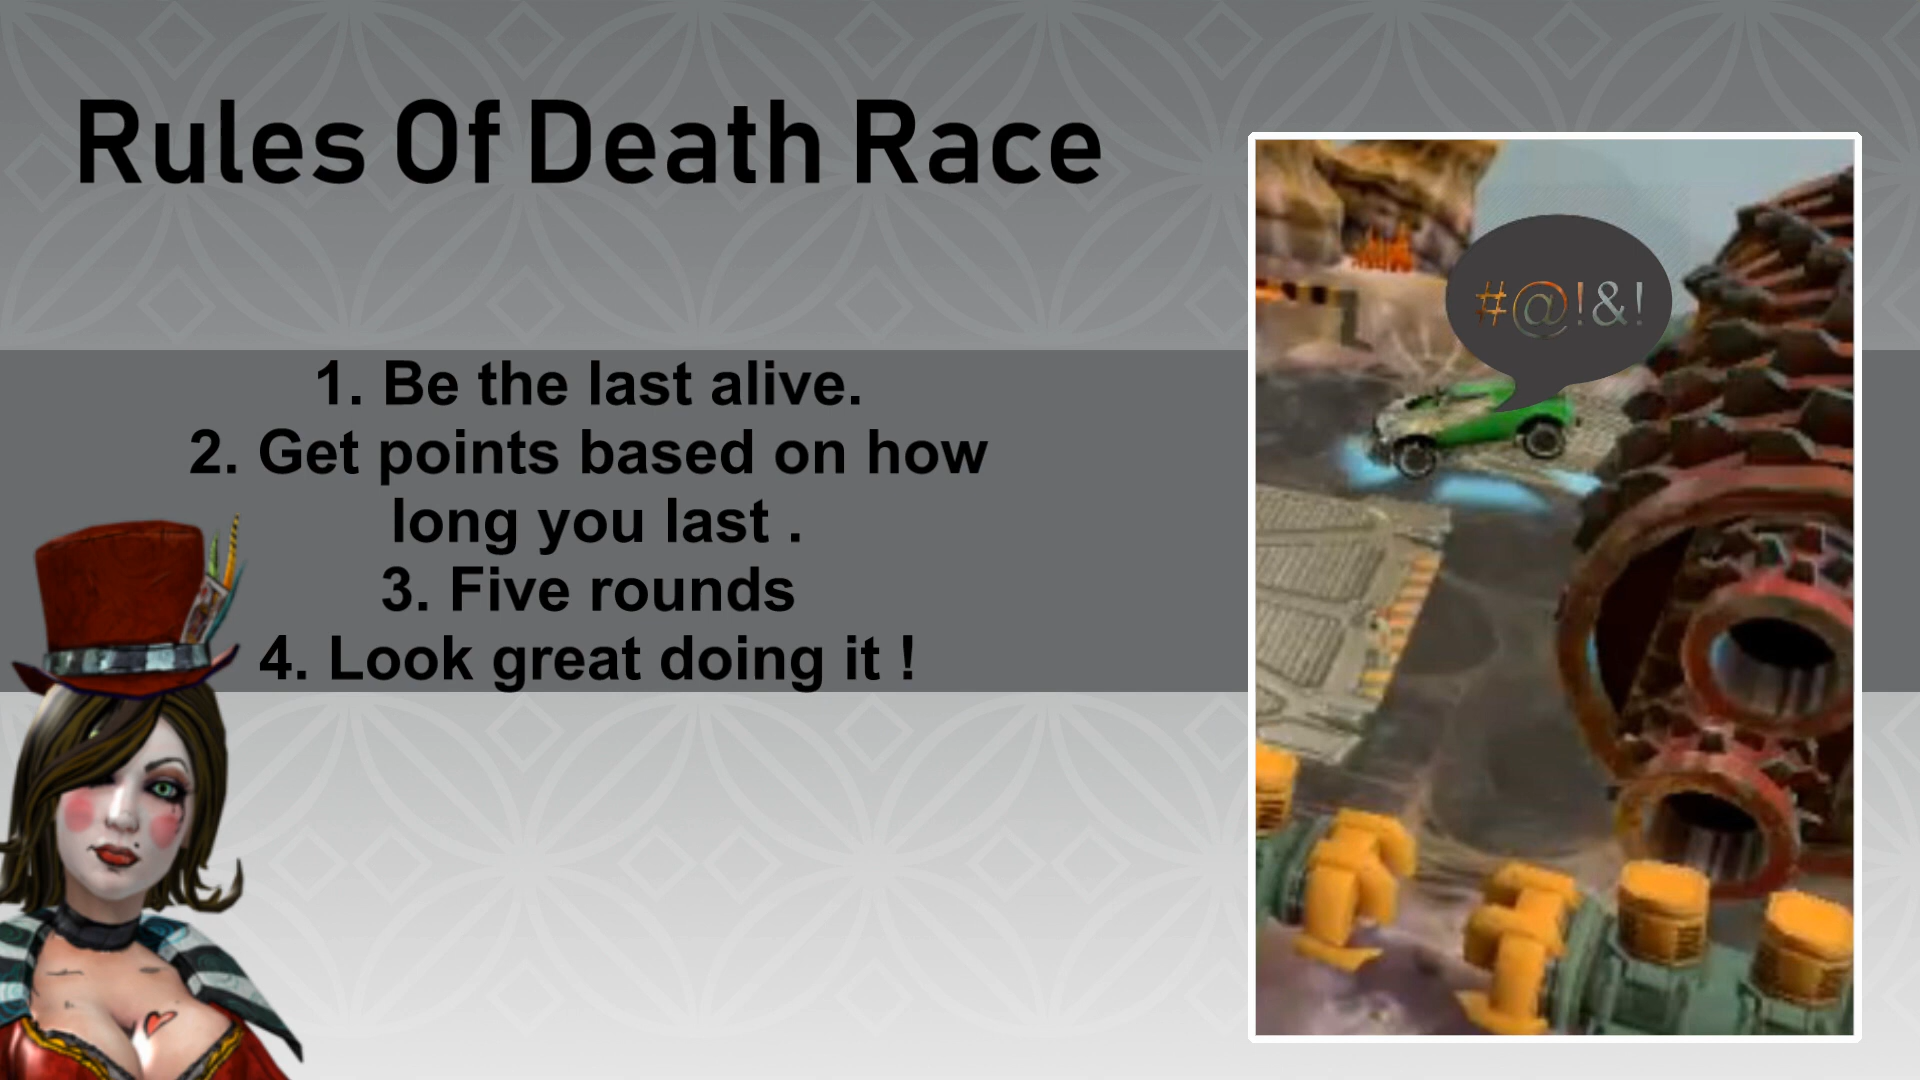 Rules Of Death Race
1. Be the last alive.
2. Get points based on how
long you last .
3. Five rounds
4. Look great doing it !
#@!&!